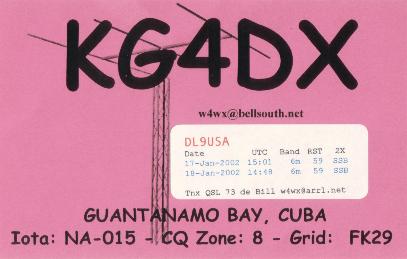 KG4DX
w4wx@bellsouth.net
DL9USA
Date UTC Band RST 2X
17-Jan-2002 15:01 6m 59 SSB
18-Jan-2002 14:48 6m 59 SSB
Tnx QSL 73 de Bill w4wx@arrl.net
GUANTANAMO BAY, CUBA
Iota: NA-015 - CQ Zone: 8 - Grid: FK29